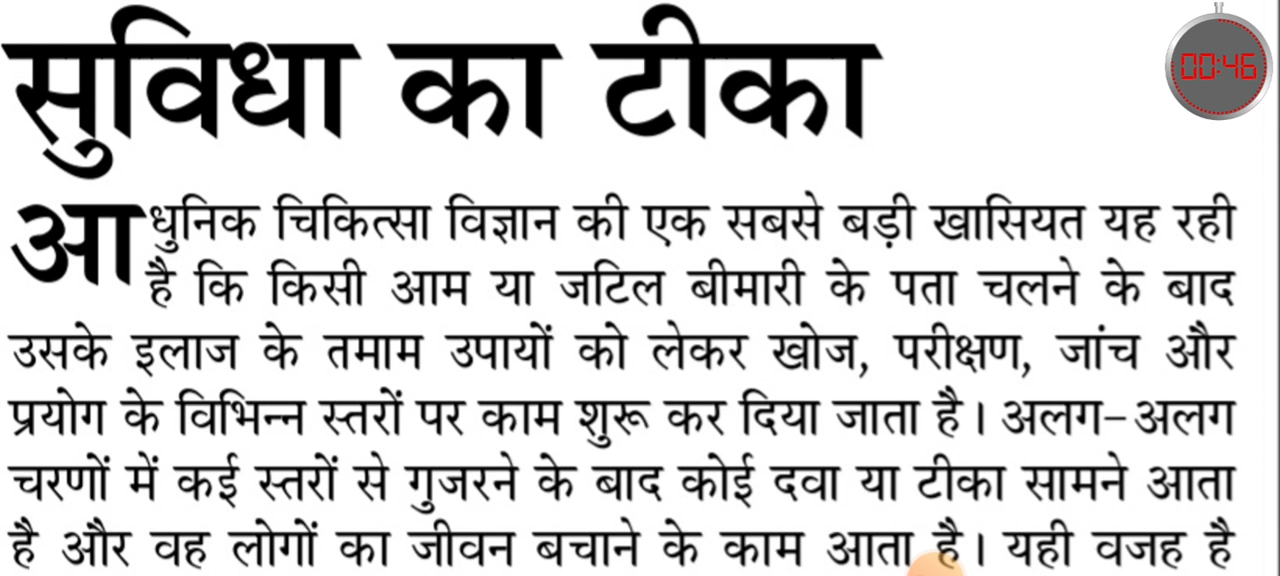 सुविधा का टीका
00:46
आधुनिक चिकित्सा विज्ञान की एक सबसे बड़ी खासियत यह रही
है कि किसी आम या जटिल बीमारी के पता चलने के बाद
उसके इलाज के तमाम उपायों को लेकर खोज, परीक्षण, जांच और
प्रयोग के विभिन्न स्तरों पर काम शुरू कर दिया जाता है। अलग-अलग
चरणों में कई स्तरों से गुजरने के बाद कोई दवा या टीका सामने आता
है और वह लोगों का जीवन बचाने के काम आता है। यही वजह है